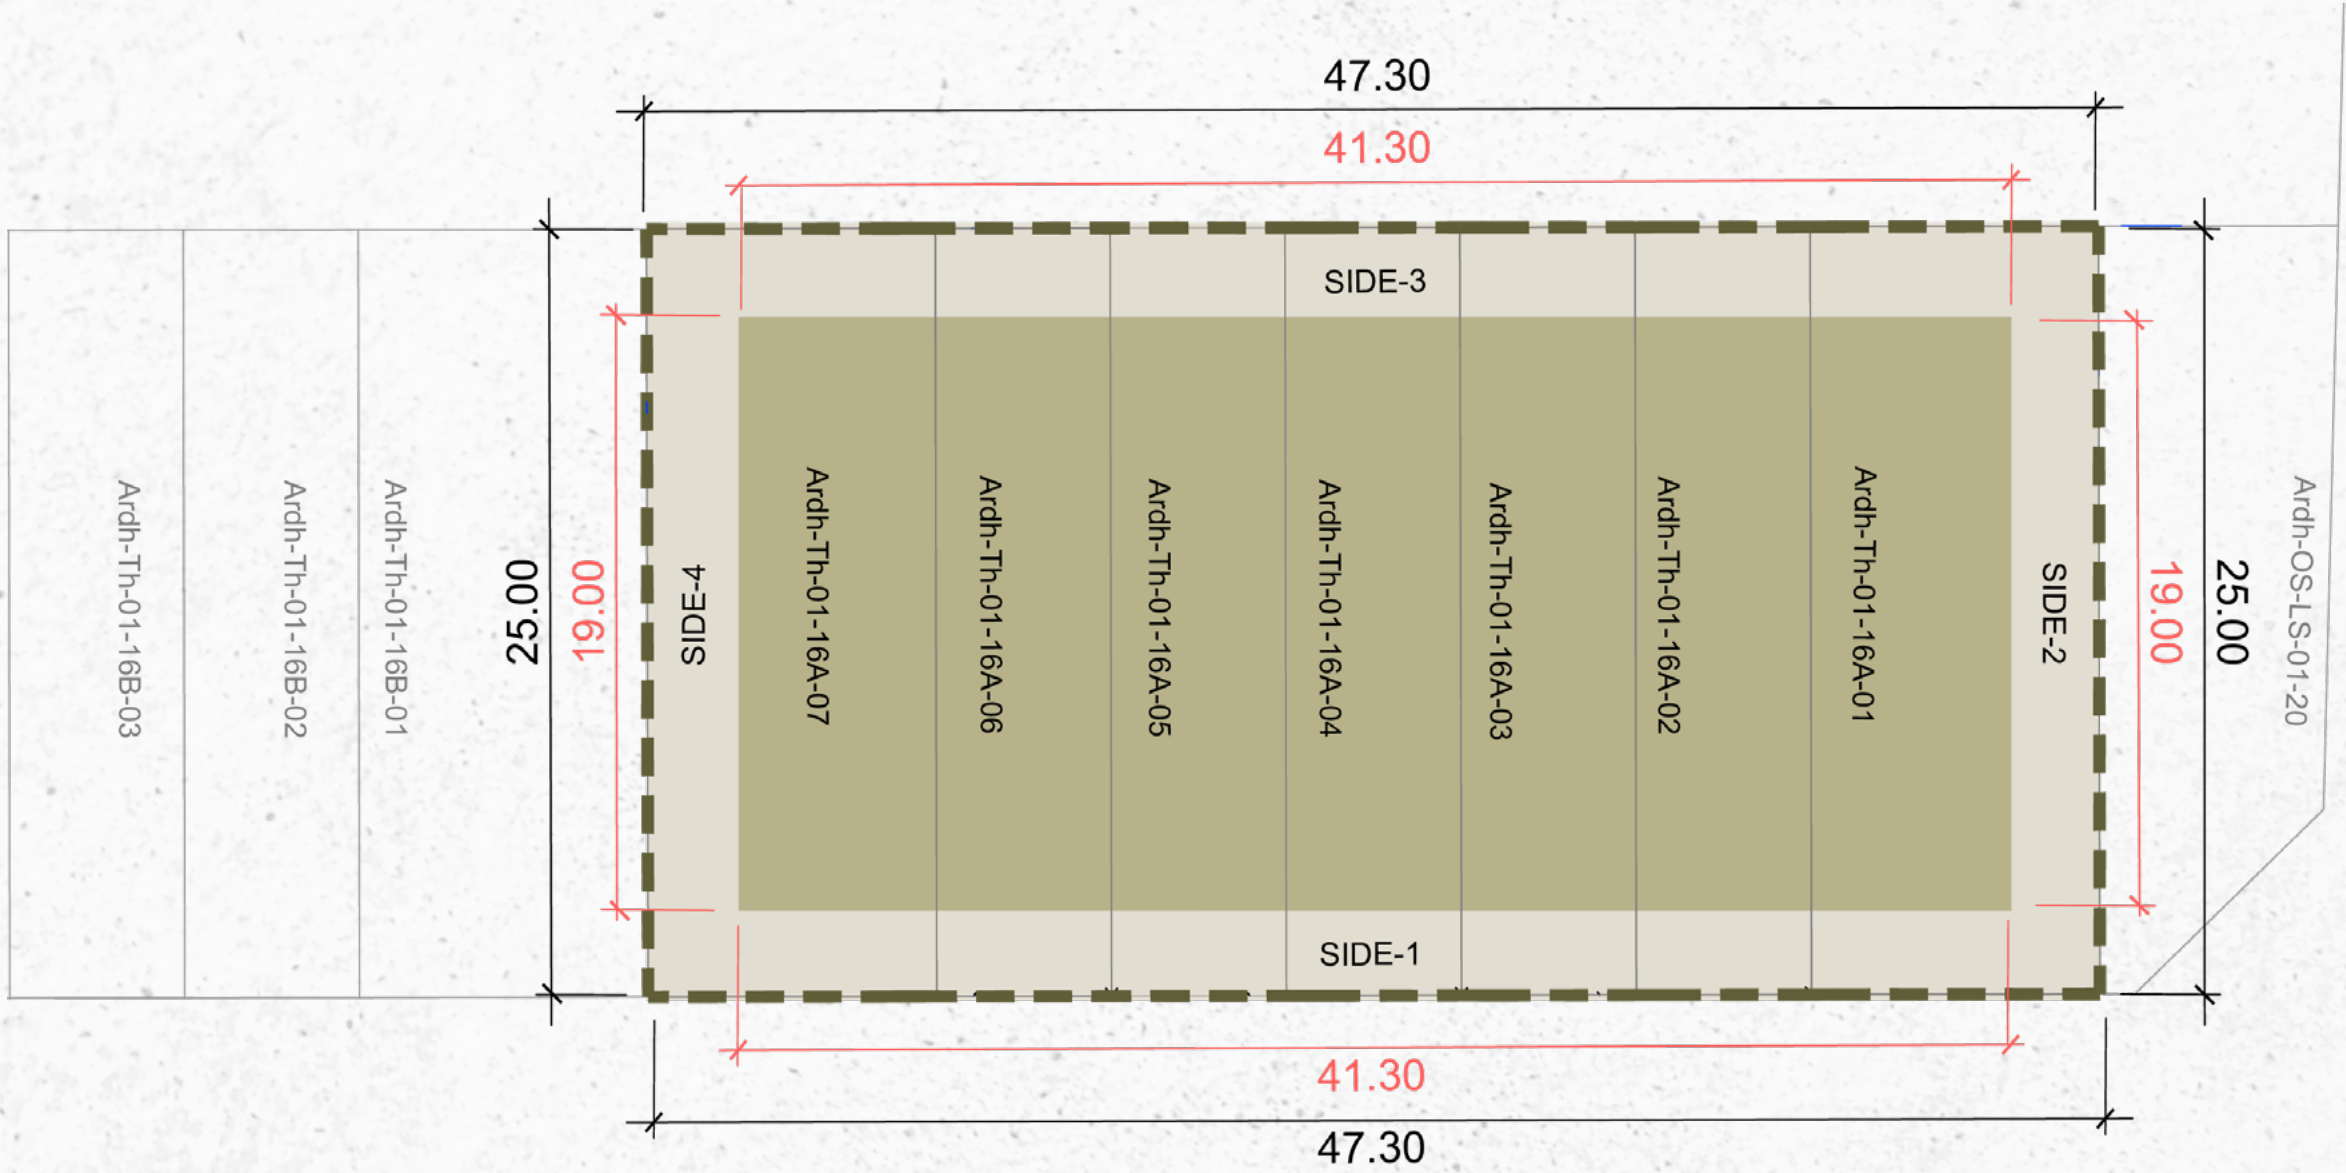 47.30
41.30
SIDE-3
Ardh-Th-01-16B-03
Ardh-Th-01-16B-02
Ardh-Th-01-16B-01
25.00
19.00
SIDE-4
Ardh-Th-01-16A-07
Ardh-Th-01-16A-06
Ardh-Th-01-16A-05
Ardh-Th-01-16A-04
Ardh-Th-01-16A-03
Ardh-Th-01-16A-02
Ardh-Th-01-16A-01
SIDE-2
19.00
25.00
Ardh-OS-LS-01-20
SIDE-1
41.30
47.30